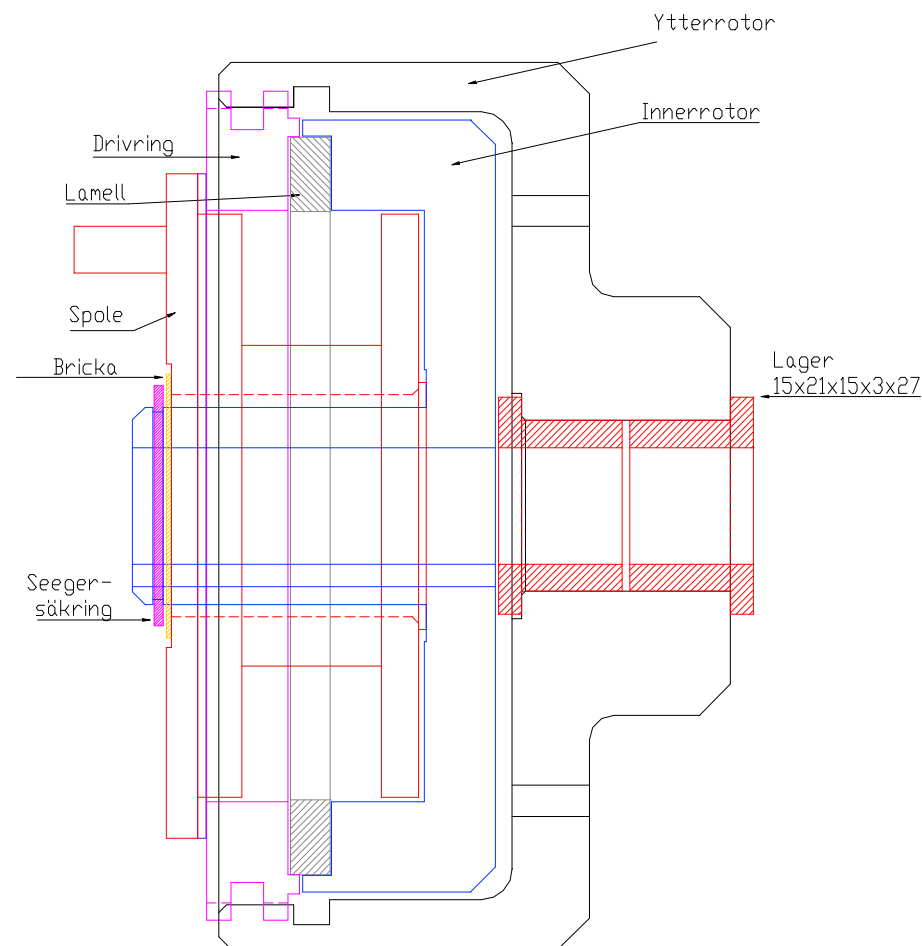 Ytterrotor
Innerrotor
Drivring
Lamell
Spole
Bricka
Lager
15x21x15x3x27
Seeger-
säkring